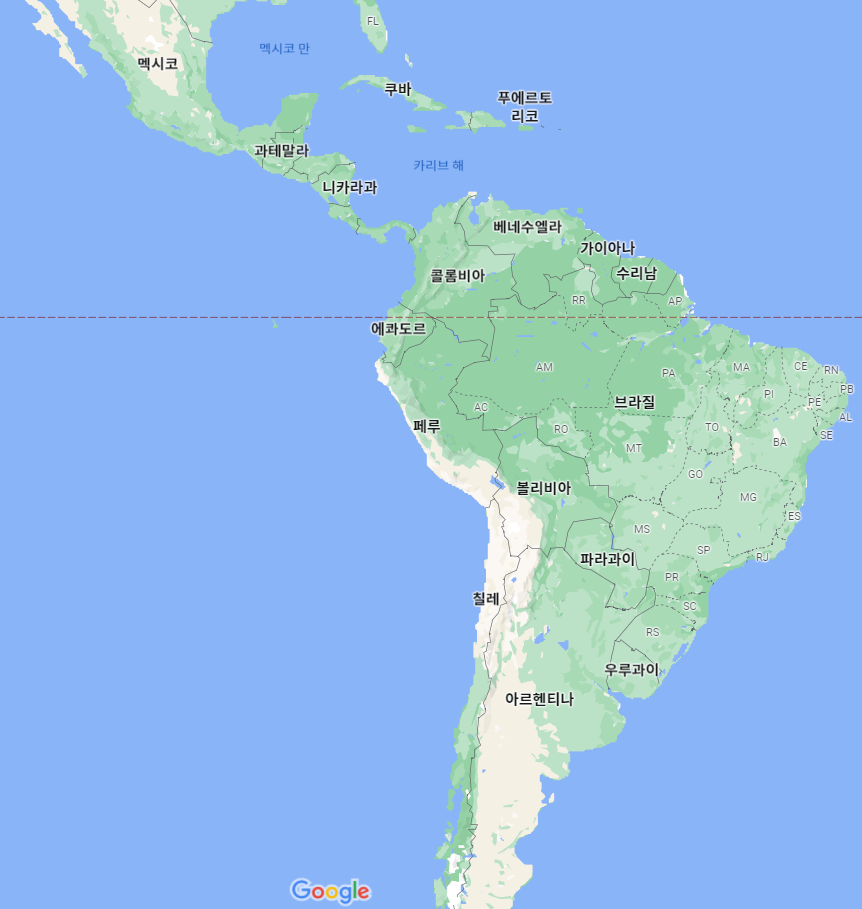 FL
멕시코 만
멕시코
쿠바
푸에르토
리코
과테말라
카리브 해
니카라과
베네수엘라
가이아나
콜롬비아
수리남
RR
AP
에콰도르
AM
PA
MA
CE
RN
PI
PB
브라질
PE
AC
AL
페루
RO
TO
SE
BA
MT
GO
볼리비아
MG
ES
MS
SP
RJ
파라과이
PR
칠레
SC
RS
우루과이
아르헨티나
Google